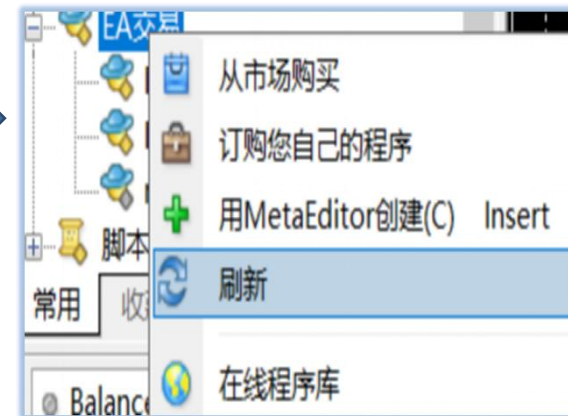 EA交易
从市场购买
订购您自己的程序
用MetaEditor创建(C) Insert
脚本
刷新
常用
在线程序库
Balance